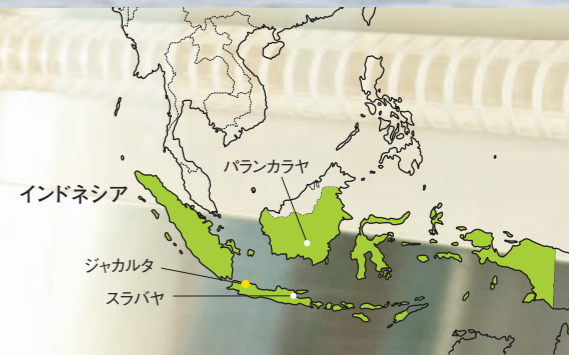 パランカラヤ
インドネシア
ジャカルタ
スラバヤ